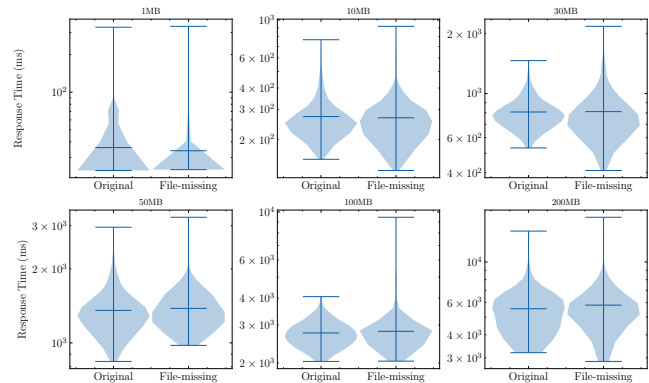 1MB
10MB
30MB
Response Time (ms)
10²
10³
6 × 10²
4 × 10²
3 × 10²
2 × 10²
2 × 10³
10³
6 × 10²
4 × 10²
Original File-missing
Original File-missing
Original File-missing
50MB
100MB
200MB
Response Time (ms)
3 × 10³
2 × 10³
10³
10⁴
4 × 10³
3 × 10³
2 × 10³
10⁴
6 × 10³
4 × 10³
3 × 10³
Original File-missing
Original File-missing
Original File-missing